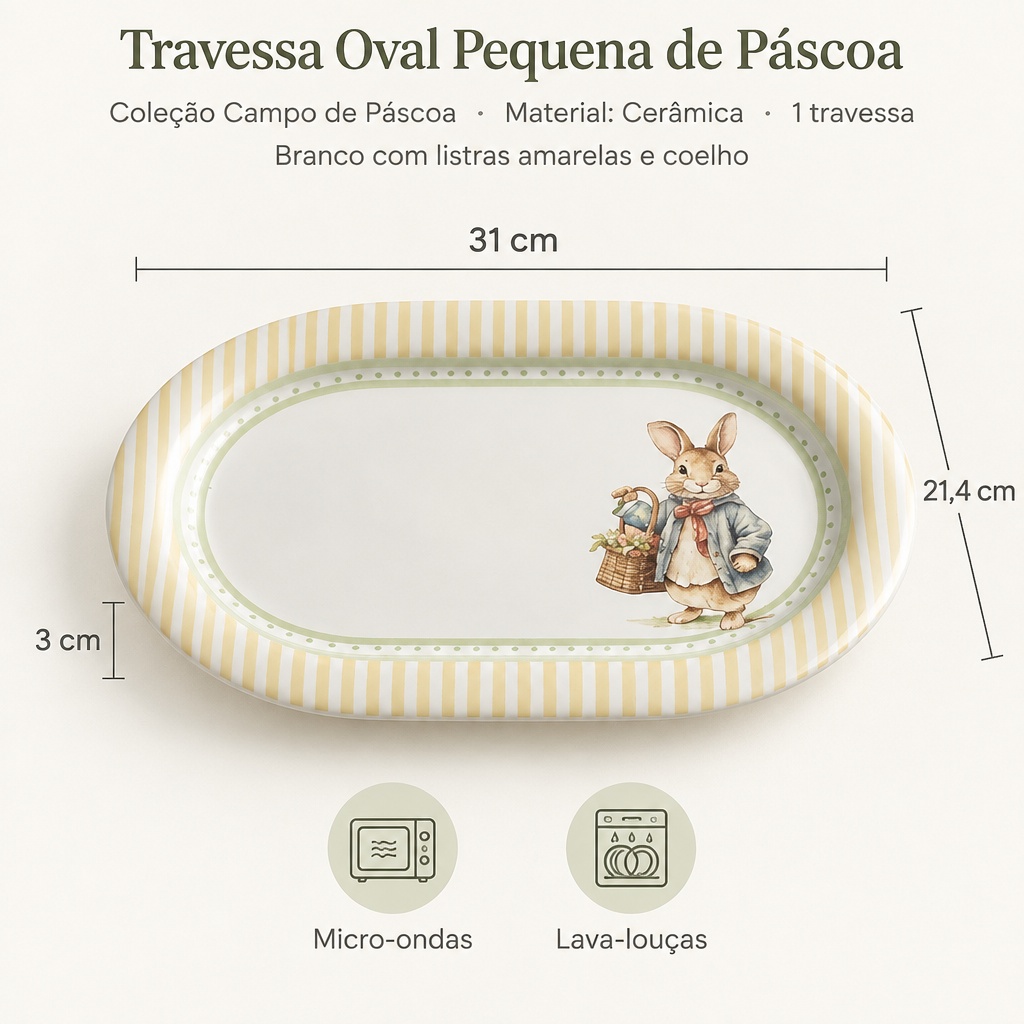 Travessa Oval Pequena de Páscoa
Coleção Campo de Páscoa · Material: Cerâmica · 1 travessa
Branco com listras amarelas e coelho
31 cm
21,4 cm
3 cm
Micro-ondas
Lava-louças